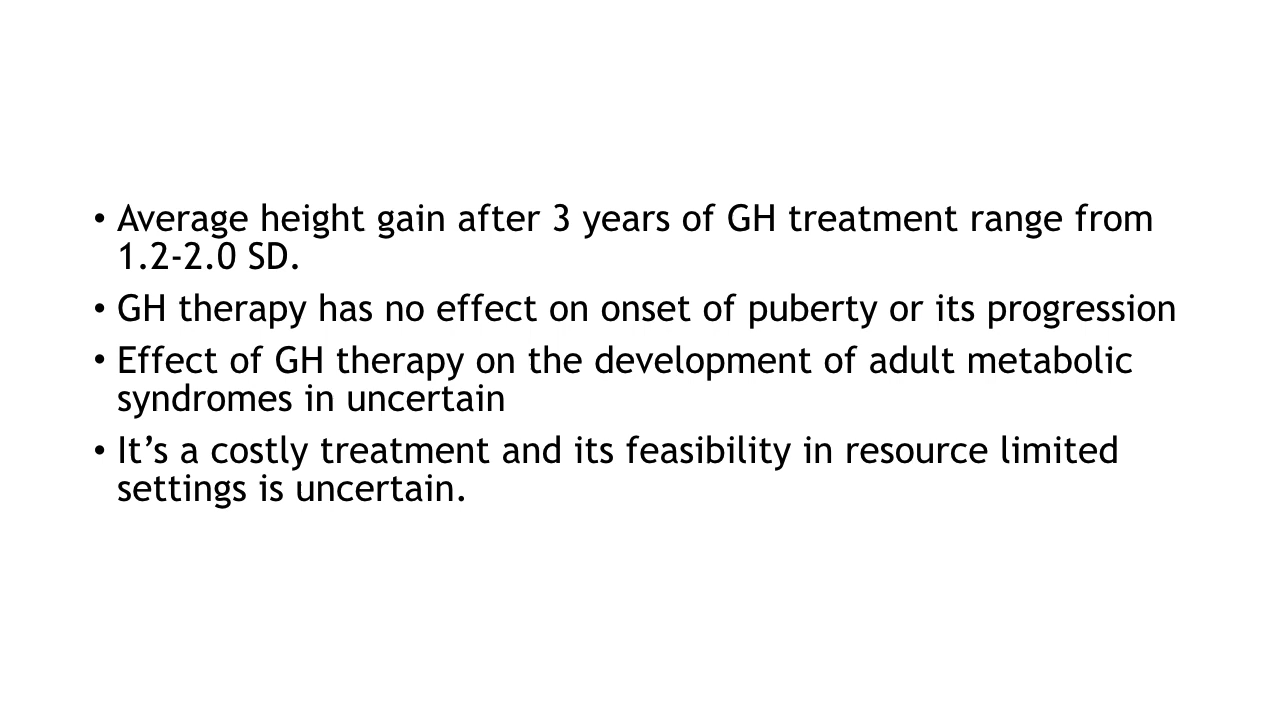 • Average height gain after 3 years of GH treatment range from
1.2-2.0 SD.
• GH therapy has no effect on onset of puberty or its progression
• Effect of GH therapy on the development of adult metabolic
syndromes in uncertain
• It’s a costly treatment and its feasibility in resource limited
settings is uncertain.